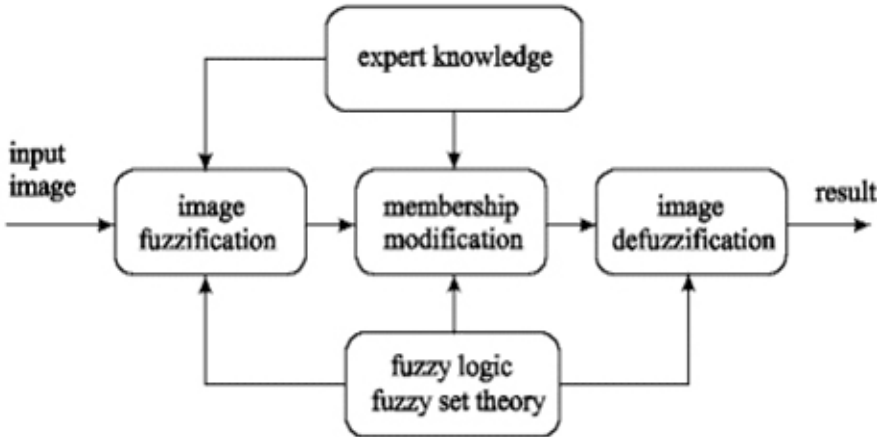 expert knowledge
input
image
image
fuzzification
membership
modification
image
defuzzification
result
fuzzy logic
fuzzy set theory